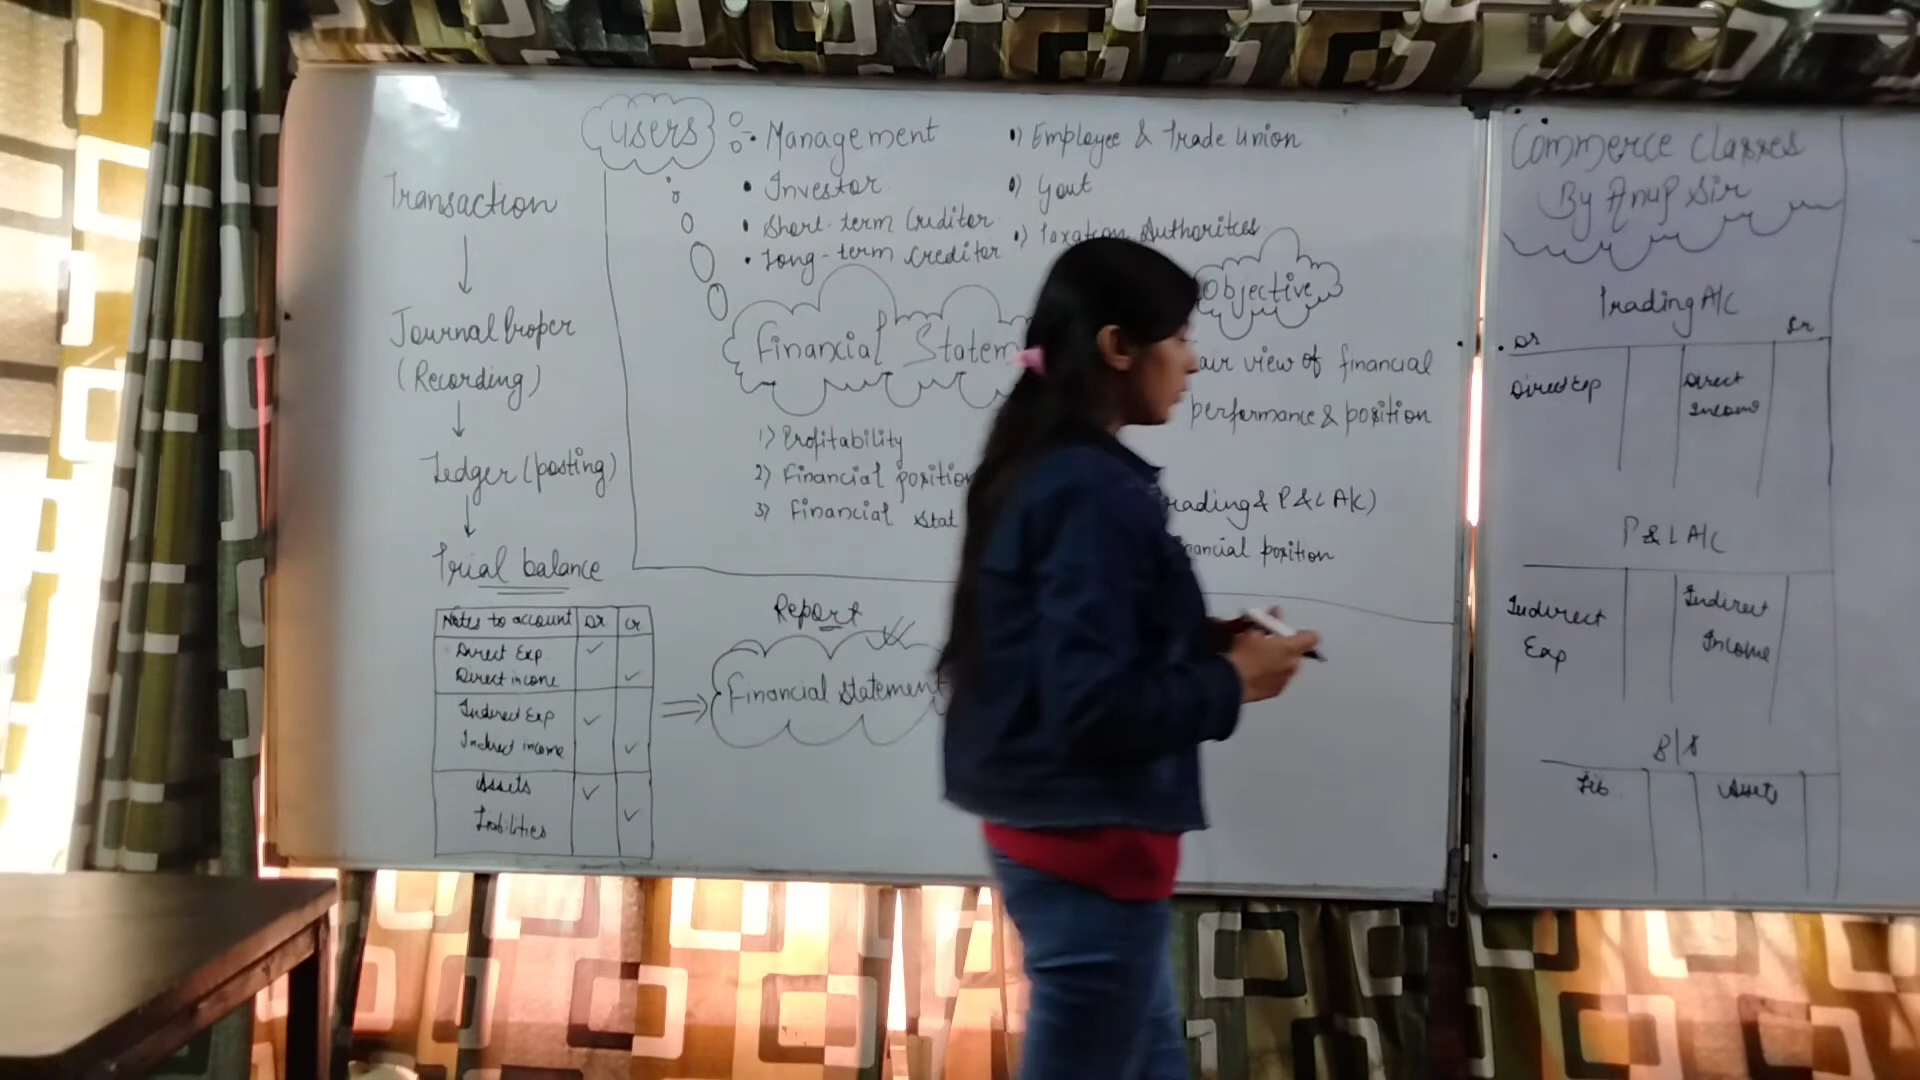 Users
• Management
• Investor
• Short-term Creditor
• Long-term Creditor
•) Employee & Trade union
•) Govt
•) Taxation Authorities
Transaction
Journal Proper
(Recording)
Ledger (posting)
Trial balance
Notes to account Dr Cr
Direct Exp ✓
Direct income ✓
Indirect Exp ✓
Indirect income ✓
Assets ✓
Liabilities ✓
Financial Statem
1) Profitability
2) Financial position
3) Financial stat
Objective
view of financial
performance & position
rading & P & L A/C)
nancial position
Report
Financial statement
Commerce Classes
By Anup Sir
Trading A/C
Dr Cr
Direct Exp Direct
Income
P & L A/C
Indirect Indirect
Exp Income
B/S
Lib Assets